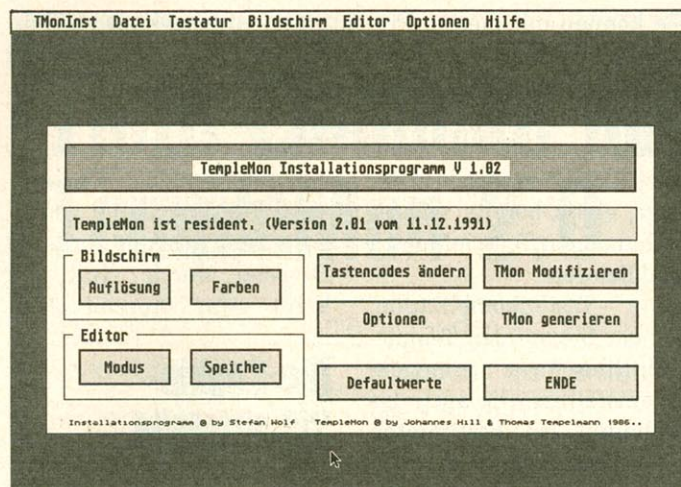 TMonInst Datei Tastatur Bildschirm Editor Optionen Hilfe
TempleMon Installationsprogramm V 1.02
TempleMon ist resident. (Version 2.01 vom 11.12.1991)
Bildschirm
Auflösung Farben
Editor
Modus Speicher
Tastencodes ändern TMon Modifizieren
Optionen TMon generieren
Defaultwerte ENDE
Installationsprogramm © by Stefan Wolf TempleMon © by Johannes Hill & Thomas Tempelmann 1986..